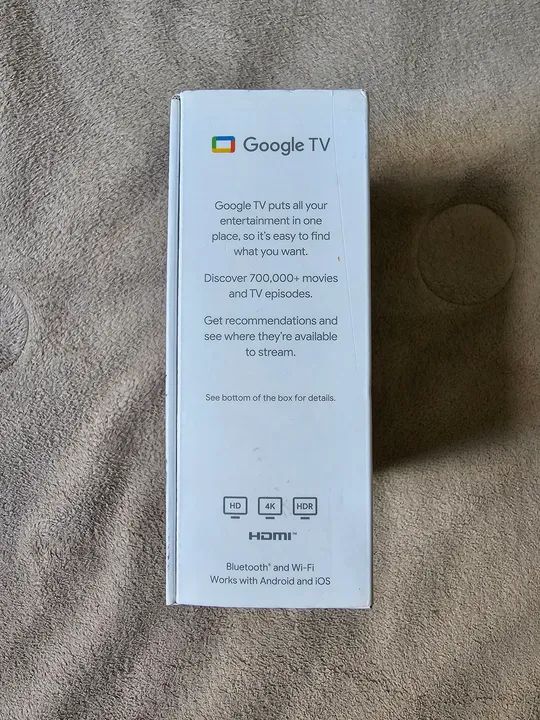 Google TV
Google TV puts all your
entertainment in one
place, so it's easy to find
what you want.
Discover 700,000+ movies
and TV episodes.
Get recommendations and
see where they're available
to stream.
See bottom of the box for details.
HD 4K HDR
HDMI™
Bluetooth® and Wi-Fi
Works with Android and iOS